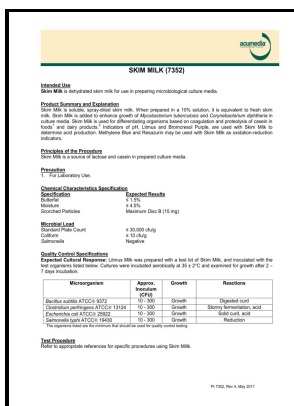 acumedia
SKIM MILK (7352)
Intended Use
Skim Milk is dehydrated skim milk for use in preparing microbiological culture media.
Product Summary and Explanation
Skim Milk is soluble, spray-dried skim milk. When prepared in a 10% solution, it is equivalent to fresh skim
milk. Skim Milk is added to enhance growth of Mycobacterium tuberculosis and Corynebacterium diphtheria in
culture media. Skim Milk is used for differentiating organisms based on coagulation and proteolysis of casein in
foods¹ and dairy products.² Indicators of pH, Litmus and Bromcresol Purple, are used with Skim Milk to
determine acid production. Methylene Blue and Resazurin may be used with Skim Milk as oxidation-reduction
indicators.
Principles of the Procedure
Skim Milk is a source of lactose and casein in prepared culture media.
Precaution
1. For Laboratory Use.
Chemical Characteristics Specification
Specification Expected Results
Butterfat ≤ 1.5%
Moisture ≤ 4.5%
Scorched Particles Maximum Disc B (15 mg)
Microbial Load
Standard Plate Count ≤ 30,000 cfu/g
Coliform ≤ 10 cfu/g
Salmonella Negative
Quality Control Specifications
Expected Cultural Response: Litmus Milk was prepared with a test lot of Skim Milk, and inoculated with the
test organisms listed below. Cultures were incubated aerobically at 35 ± 2°C and examined for growth after 2 –
7 days incubation.
Microorganism Approx. Inoculum (CFU) Growth Reactions
Bacillus subtilis ATCC® 9372 10 - 300 Growth Digested curd
Clostridium perfringens ATCC® 13124 10 - 300 Growth Stormy fermentation, acid
Escherichia coli ATCC® 25922 10 - 300 Growth Solid curd, acid
Salmonella typhi ATCC® 19430 10 - 300 Growth Reduction
The organisms listed are the minimum that should be used for quality control testing.
Test Procedure
Refer to appropriate references for specific procedures using Skim Milk.
PI 7352, Rev 4, May 2011